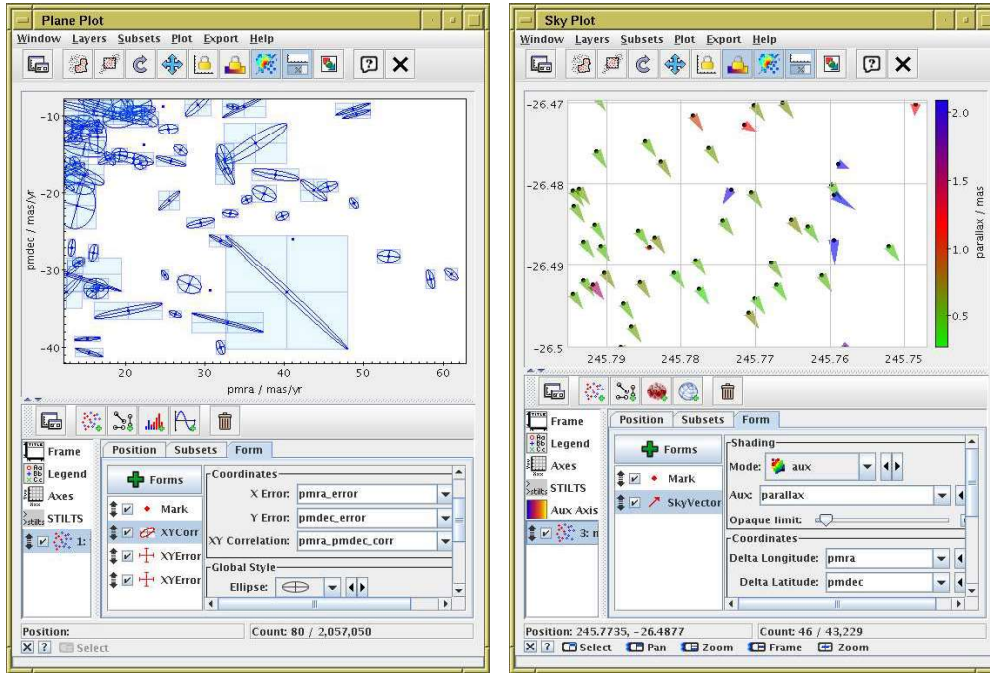 Plane Plot
Window Layers Subsets Plot Export Help
-10
-20
-30
-40
pmdec / mas/yr
20 30 40 50 60
pmra / mas/yr
Frame
Legend
Axes
STILTS
1:
Position Subsets Form
Forms
Mark
XYCorr
XYError
XYError
Coordinates
X Error: pmra_error
Y Error: pmdec_error
XY Correlation: pmra_pmdec_corr
Global Style
Ellipse:
Position: Count: 80 / 2,057,050
Select
Sky Plot
Window Layers Subsets Plot Export Help
-26.47
-26.48
-26.49
-26.5
245.79 245.78 245.77 245.76 245.75
2.0
1.5
1.0
0.5
parallax / mas
Frame
Legend
Axes
STILTS
Aux Axis
3: n
Position Subsets Form
Forms
Mark
SkyVector
Shading
Mode: aux
Aux: parallax
Opaque limit:
Coordinates
Delta Longitude: pmra
Delta Latitude: pmdec
Position: 245.7735, -26.4877 Count: 46 / 43,229
Select Pan Zoom Frame Zoom